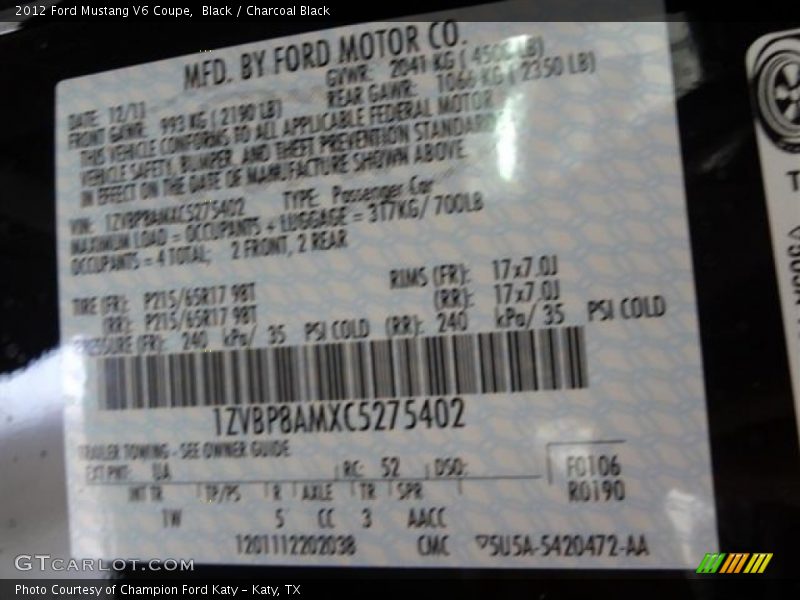 2012 Ford Mustang V6 Coupe,  Black / Charcoal Black
MFD. BY FORD MOTOR CO.
DATE: 12/11 GVWR: 2041 KG ( 4500 LB)
FRONT GAWR: 993 KG ( 2190 LB) REAR GAWR: 1066 KG ( 2350 LB)
THIS VEHICLE CONFORMS TO ALL APPLICABLE FEDERAL MOTOR
VEHICLE SAFETY, BUMPER, AND THEFT PREVENTION STANDARDS
IN EFFECT ON THE DATE OF MANUFACTURE SHOWN ABOVE.
VIN: 1ZVBP8AMXC5275402 TYPE: Passenger Car
MAXIMUM LOAD = OCCUPANTS + LUGGAGE = 317KG/ 700LB
OCCUPANTS = 4 TOTAL; 2 FRONT, 2 REAR
TIRE (FR): P215/65R17 98T RIMS (FR): 17x7.0J
(RR): P215/65R17 98T (RR): 17x7.0J
PRESSURE (FR): 240 kPa/ 35 PSI COLD (RR): 240 kPa/ 35 PSI COLD
1ZVBP8AMXC5275402
TRAILER TOWING - SEE OWNER GUIDE
EXT PNT: UA RC: 52 DSO: F0106
INT TR TP/PS R AXLE TR SPR R0190
TW 5 CC 3 AACC
1201112202038 CMC 5U5A-5420472-AA
GTCarLot.com
Photo Courtesy of Champion Ford Katy – Katy, TX